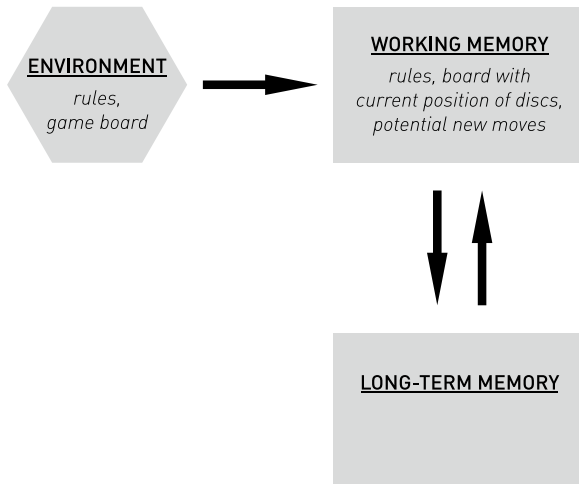 ENVIRONMENT
rules,
game board
WORKING MEMORY
rules, board with
current position of discs,
potential new moves
LONG-TERM MEMORY